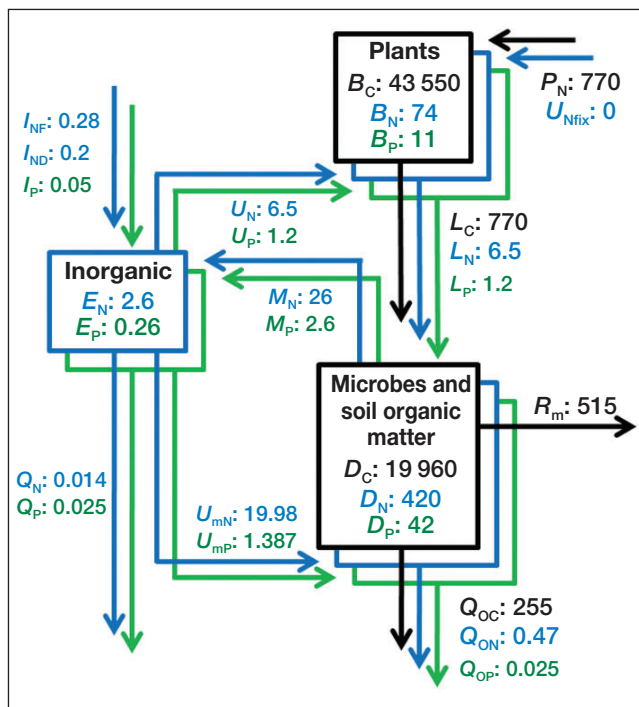 Plants
B_C: 43 550
B_N: 74
B_P: 11
P_N: 770
U_Nfix: 0
I_NF: 0.28
I_ND: 0.2
I_P: 0.05
U_N: 6.5
U_P: 1.2
L_C: 770
L_N: 6.5
L_P: 1.2
Inorganic
E_N: 2.6
E_P: 0.26
M_N: 26
M_P: 2.6
Microbes and
soil organic
matter
D_C: 19 960
D_N: 420
D_P: 42
R_m: 515
Q_N: 0.014
Q_P: 0.025
U_mN: 19.98
U_mP: 1.387
Q_OC: 255
Q_ON: 0.47
Q_OP: 0.025